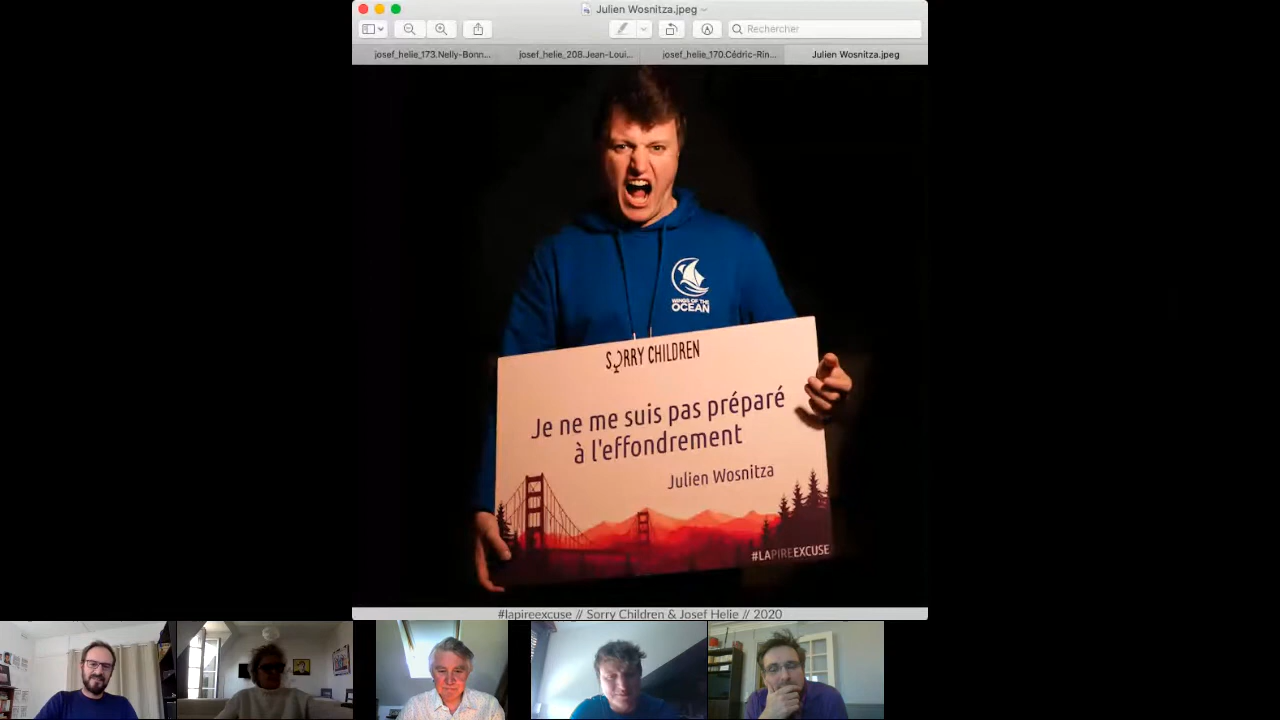 Julien Wosnitza.jpeg
Rechercher
josef_helie_173.Nelly-Bonn...
josef_helie_208.Jean-Loui...
josef_helie_170.Cédric-Rin...
Julien Wosnitza.jpeg
WINGS OF THE
OCEAN
SORRY CHILDREN
Je ne me suis pas préparé
à l'effondrement
Julien Wosnitza
#LAPIREEXCUSE
#lapireexcuse // Sorry Children & Josef Helie // 2020